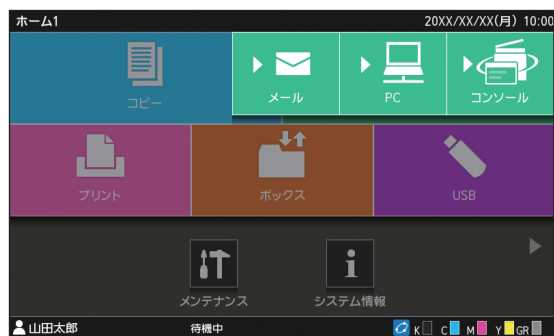 ホーム1
20XX/XX/XX(月) 10:00
コピー
メール
PC
コンソール
プリント
ボックス
USB
メンテナンス
システム情報
山田太郎
待機中
K C M Y GR